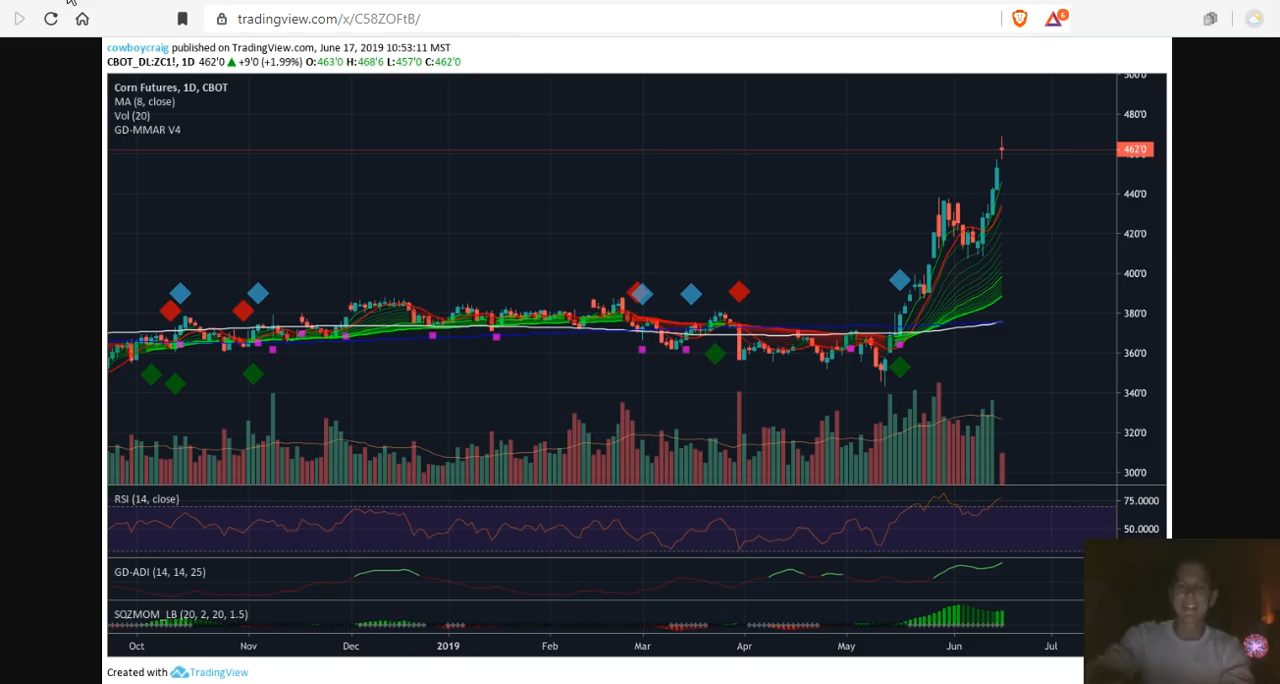 tradingview.com/x/C58ZOFtB/
6
cowboycraig published on TradingView.com, June 17, 2019 10:53:11 MST
CBOT_DL:ZC1!, 1D 462'0 ▲ +9'0 (+1.99%) O:463'0 H:468'6 L:457'0 C:462'0
Corn Futures, 1D, CBOT
MA (8, close)
Vol (20)
GD-MMAR V4
500'0
480'0
462'0
440'0
420'0
400'0
380'0
360'0
340'0
320'0
300'0
RSI (14, close)
75.0000
50.0000
GD-ADI (14, 14, 25)
SQZMOM_LB (20, 2, 20, 1.5)
Oct Nov Dec 2019 Feb Mar Apr May Jun Jul
Created with TradingView